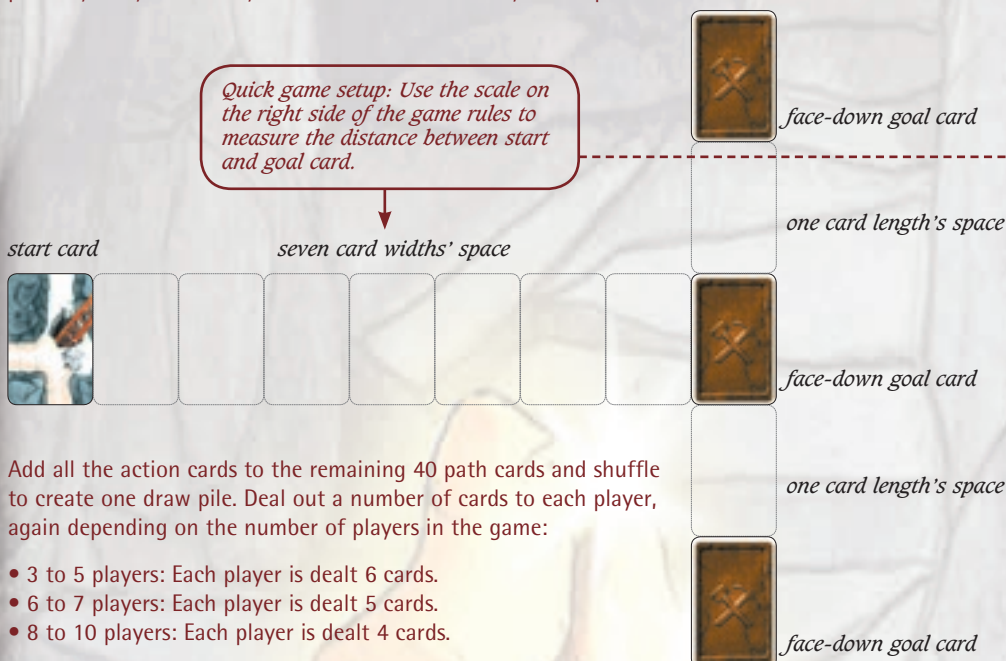 Quick game setup: Use the scale on
the right side of the game rules to
measure the distance between start
and goal card.
face-down goal card
one card length's space
start card
seven card widths' space
face-down goal card
one card length's space
Add all the action cards to the remaining 40 path cards and shuffle
to create one draw pile. Deal out a number of cards to each player,
again depending on the number of players in the game:
• 3 to 5 players: Each player is dealt 6 cards.
• 6 to 7 players: Each player is dealt 5 cards.
• 8 to 10 players: Each player is dealt 4 cards.
face-down goal card